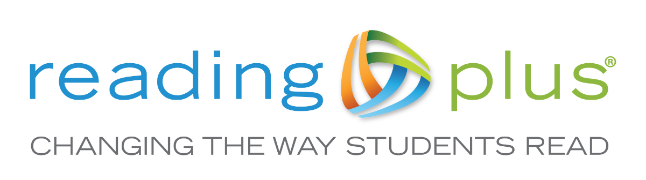 reading plus®
CHANGING THE WAY STUDENTS READ